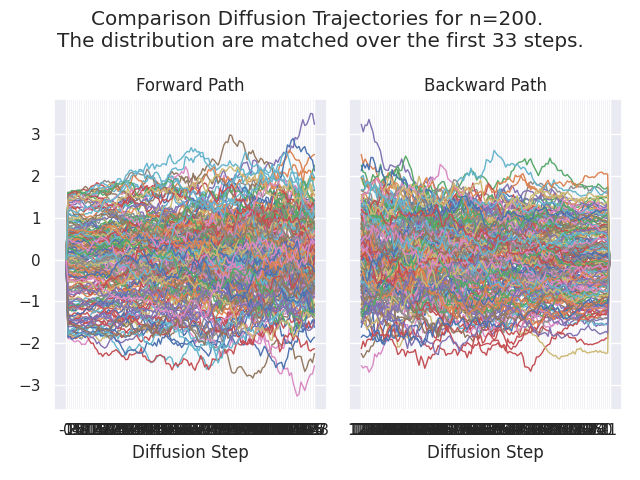 Comparison Diffusion Trajectories for n=200.
The distribution are matched over the first 33 steps.
Forward Path
Backward Path
3
2
1
0
−1
−2
−3
Diffusion Step
Diffusion Step